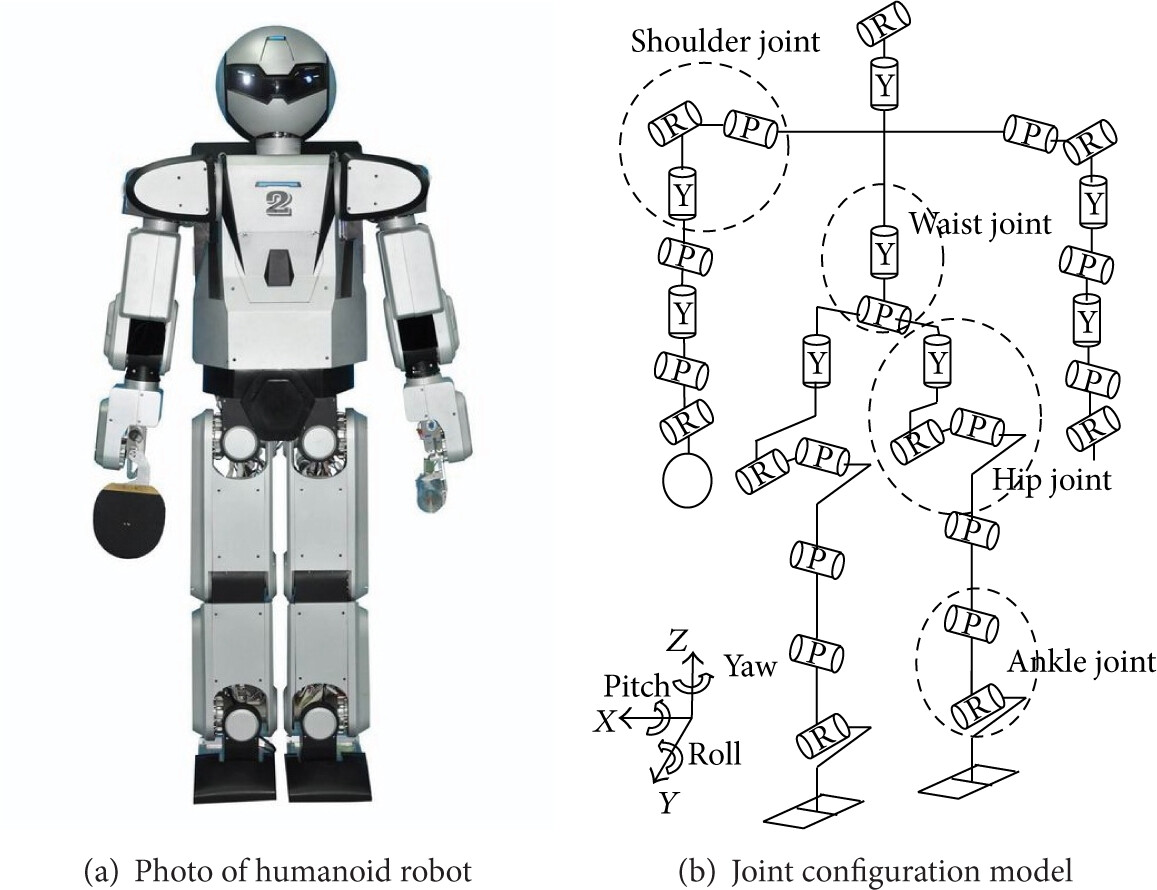 2
R
Y
Shoulder joint
R
P
P
R
Y
Y
Waist joint
Y
P
P
P
Y
Y
Y
Y
P
P
R
P
R
R
P
R
P
Hip joint
P
P
P
P
Z
Yaw
Pitch
X
Roll
Y
Ankle joint
R
R
(a) Photo of humanoid robot
(b) Joint configuration model